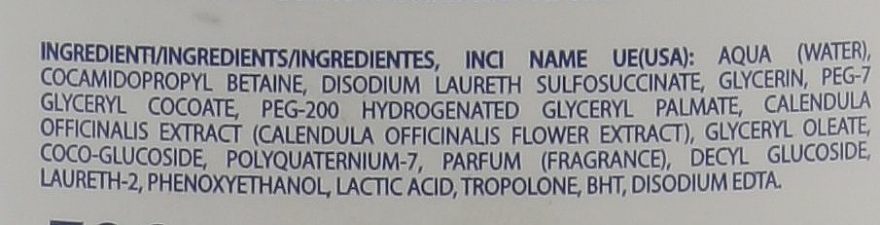 INGREDIENTI/INGREDIENTS/INGREDIENTES, INCI NAME UE(USA): AQUA (WATER),
COCAMIDOPROPYL BETAINE, DISODIUM LAURETH SULFOSUCCINATE, GLYCERIN, PEG-7
GLYCERYL COCOATE, PEG-200 HYDROGENATED GLYCERYL PALMATE, CALENDULA
OFFICINALIS EXTRACT (CALENDULA OFFICINALIS FLOWER EXTRACT), GLYCERYL OLEATE,
COCO-GLUCOSIDE, POLYQUATERNIUM-7, PARFUM (FRAGRANCE), DECYL GLUCOSIDE,
LAURETH-2, PHENOXYETHANOL, LACTIC ACID, TROPOLONE, BHT, DISODIUM EDTA.